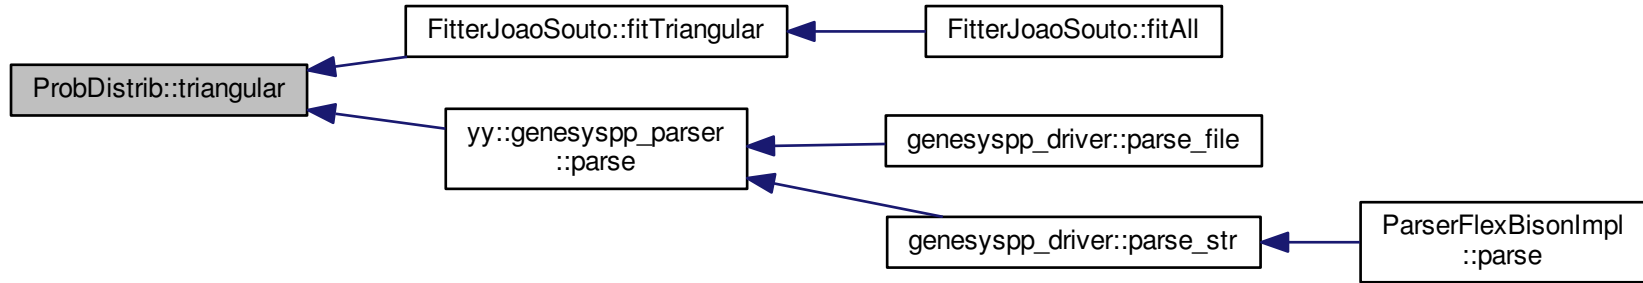 ProbDistrib::triangular
FitterJoaoSouto::fitTriangular
FitterJoaoSouto::fitAll
yy::genesyspp_parser
::parse
genesyspp_driver::parse_file
genesyspp_driver::parse_str
ParserFlexBisonImpl
::parse